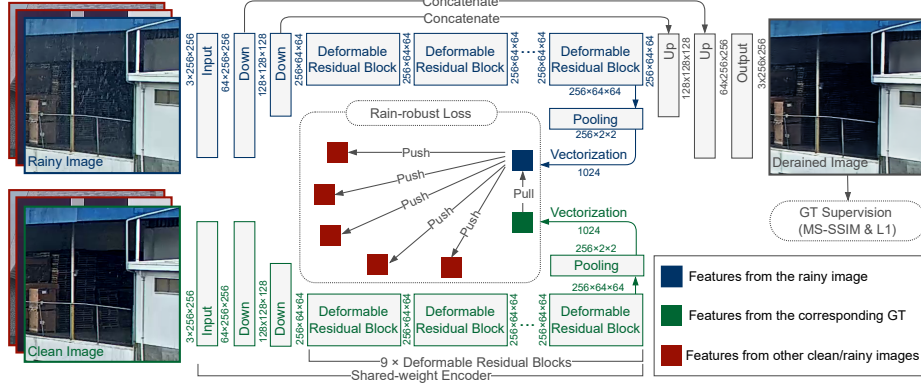 Concatenate
Concatenate
Rainy Image
3×256×256
Input
64×256×256
Down
128×128×128
Down
256×64×64
Deformable
Residual Block
256×64×64
Deformable
Residual Block
256×64×64
256×64×64
Deformable
Residual Block
256×64×64
Up
128×128×128
Up
64×256×256
Output
3×256×256
Derained Image
256×64×64
Pooling
256×2×2
Vectorization
1024
Rain-robust Loss
Push
Push
Push
Push
Push
Pull
GT Supervision
(MS-SSIM & L1)
Vectorization
1024
256×2×2
Pooling
256×64×64
Clean Image
3×256×256
Input
64×256×256
Down
128×128×128
Down
256×64×64
Deformable
Residual Block
256×64×64
Deformable
Residual Block
256×64×64
256×64×64
Deformable
Residual Block
9 × Deformable Residual Blocks
Shared-weight Encoder
Features from the rainy image
Features from the corresponding GT
Features from other clean/rainy images